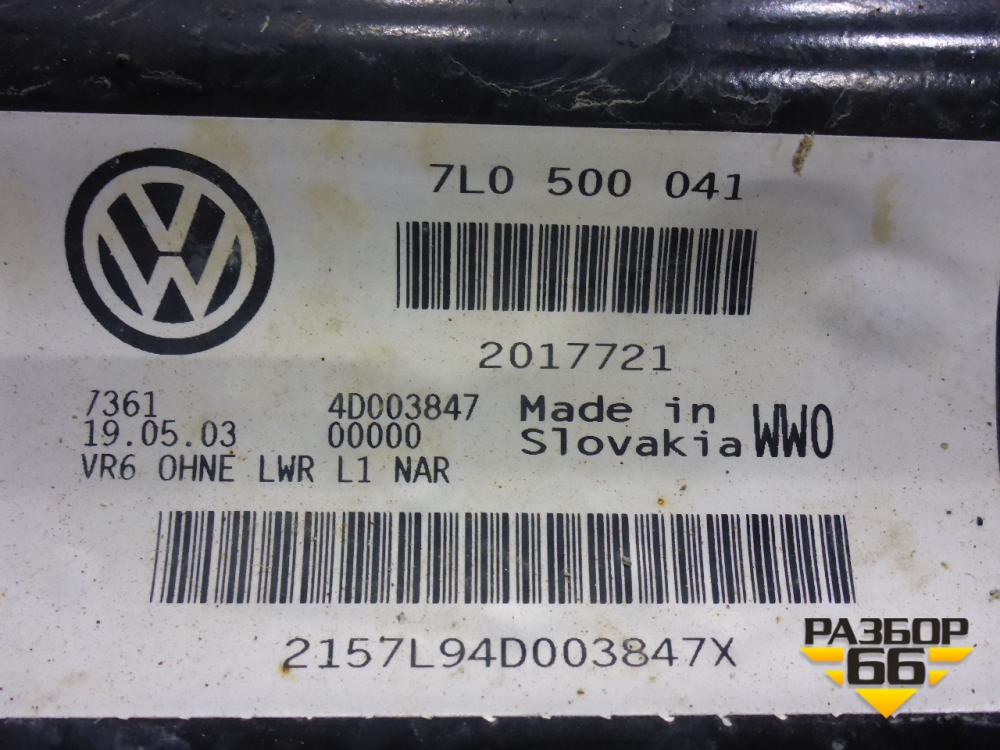 7L0 500 041
2017721
7361 4D003847
19.05.03 00000
VR6 OHNE LWR L1 NAR
Made in
Slovakia WW0
2157L94D003847X
РАЗБОР
66